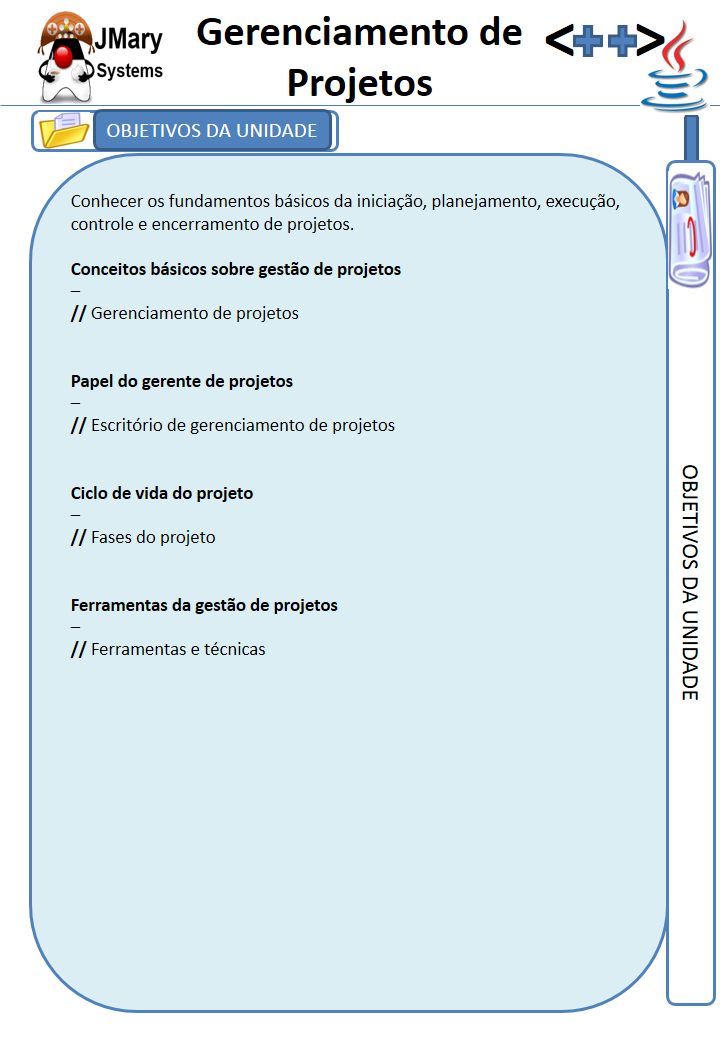 JMary
Systems
Gerenciamento de
Projetos
<++>
OBJETIVOS DA UNIDADE
Conhecer os fundamentos básicos da iniciação, planejamento, execução,
controle e encerramento de projetos.
Conceitos básicos sobre gestão de projetos
–
// Gerenciamento de projetos
Papel do gerente de projetos
–
// Escritório de gerenciamento de projetos
Ciclo de vida do projeto
–
// Fases do projeto
Ferramentas da gestão de projetos
–
// Ferramentas e técnicas
OBJETIVOS DA UNIDADE